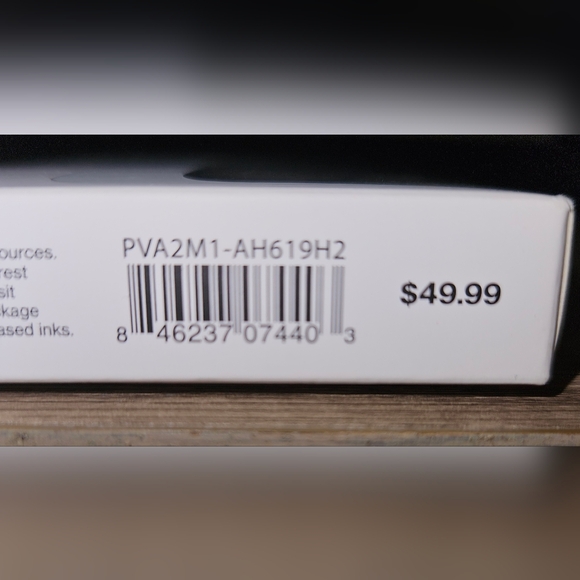 ources.
rest
sit
kage
ased inks.
PVA2M1-AH619H2
8 46237 07440 3
$49.99